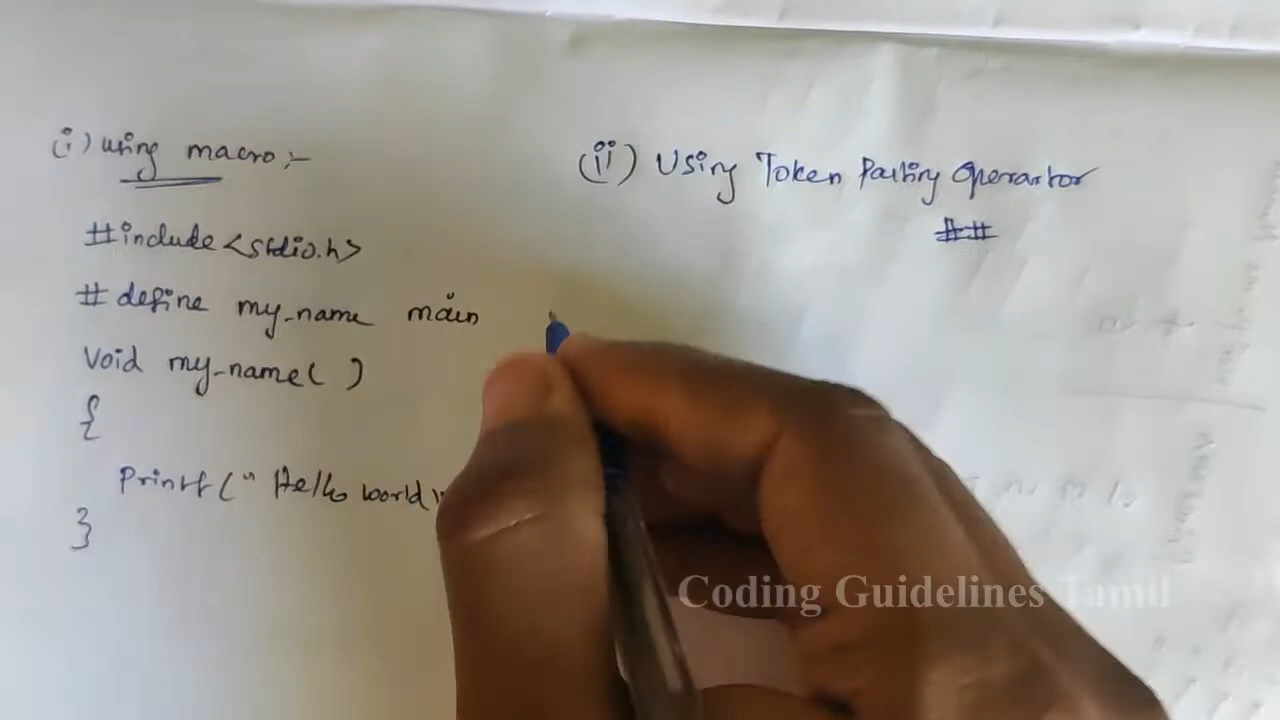 (i) using macro:-
#include<stdio.h>
#define my_name main
void my_name( )
{
printf("Hello world"
}
(ii) Using Token Pasting Operartor
##
Coding Guidelines Tamil